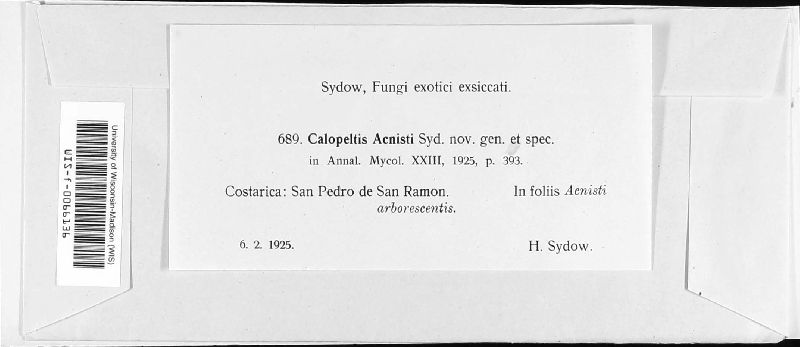 Sydow, Fungi exotici exsiccati.
689. Calopeltis Acnisti Syd. nov. gen. et spec.
in Annal. Mycol. XXIII, 1925, p. 393.
Costarica: San Pedro de San Ramon. In foliis Acnisti
arborescentis.
6. 2. 1925. H. Sydow.
University of Wisconsin-Madison (WIS)
WIS-f-0066136